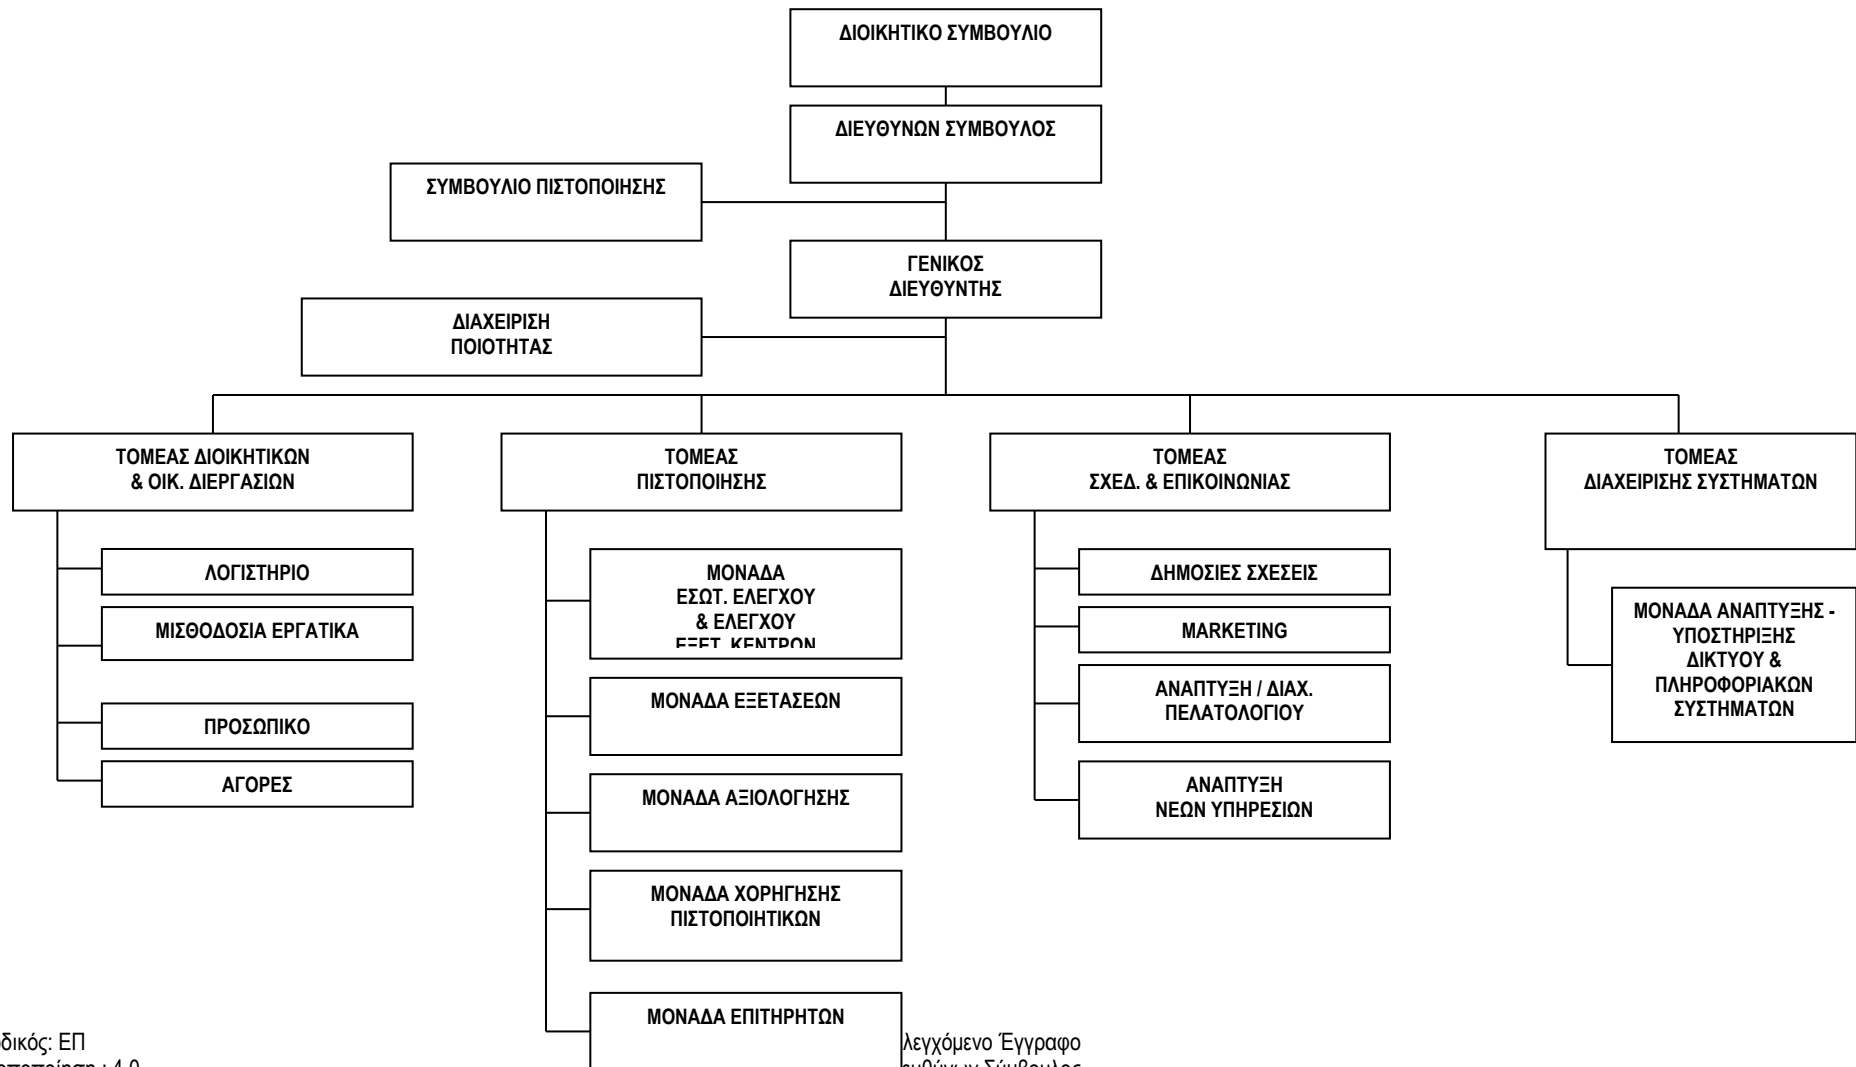 ΔΙΟΙΚΗΤΙΚΟ ΣΥΜΒΟΥΛΙΟ
ΔΙΕΥΘΥΝΩΝ ΣΥΜΒΟΥΛΟΣ
ΣΥΜΒΟΥΛΙΟ ΠΙΣΤΟΠΟΙΗΣΗΣ
ΓΕΝΙΚΟΣ
ΔΙΕΥΘΥΝΤΗΣ
ΔΙΑΧΕΙΡΙΣΗ
ΠΟΙΟΤΗΤΑΣ
ΤΟΜΕΑΣ ΔΙΟΙΚΗΤΙΚΩΝ
& ΟΙΚ. ΔΙΕΡΓΑΣΙΩΝ
ΛΟΓΙΣΤΗΡΙΟ
ΜΙΣΘΟΔΟΣΙΑ ΕΡΓΑΤΙΚΑ
ΠΡΟΣΩΠΙΚΟ
ΑΓΟΡΕΣ
ΤΟΜΕΑΣ
ΠΙΣΤΟΠΟΙΗΣΗΣ
ΜΟΝΑΔΑ
ΕΣΩΤ. ΕΛΕΓΧΟΥ
& ΕΛΕΓΧΟΥ
ΕΞΕΤ. ΚΕΝΤΡΩΝ
ΜΟΝΑΔΑ ΕΞΕΤΑΣΕΩΝ
ΜΟΝΑΔΑ ΑΞΙΟΛΟΓΗΣΗΣ
ΜΟΝΑΔΑ ΧΟΡΗΓΗΣΗΣ
ΠΙΣΤΟΠΟΙΗΤΙΚΩΝ
ΜΟΝΑΔΑ ΕΠΙΤΗΡΗΤΩΝ
ΤΟΜΕΑΣ
ΣΧΕΔ. & ΕΠΙΚΟΙΝΩΝΙΑΣ
ΔΗΜΟΣΙΕΣ ΣΧΕΣΕΙΣ
MARKETING
ΑΝΑΠΤΥΞΗ / ΔΙΑΧ.
ΠΕΛΑΤΟΛΟΓΙΟΥ
ΑΝΑΠΤΥΞΗ
ΝΕΩΝ ΥΠΗΡΕΣΙΩΝ
ΤΟΜΕΑΣ
ΔΙΑΧΕΙΡΙΣΗΣ ΣΥΣΤΗΜΑΤΩΝ
ΜΟΝΑΔΑ ΑΝΑΠΤΥΞΗΣ -
ΥΠΟΣΤΗΡΙΞΗΣ
ΔΙΚΤΥΟΥ &
ΠΛΗΡΟΦΟΡΙΑΚΩΝ
ΣΥΣΤΗΜΑΤΩΝ
δικός: ΕΠ
λεγχόμενο Έγγραφο